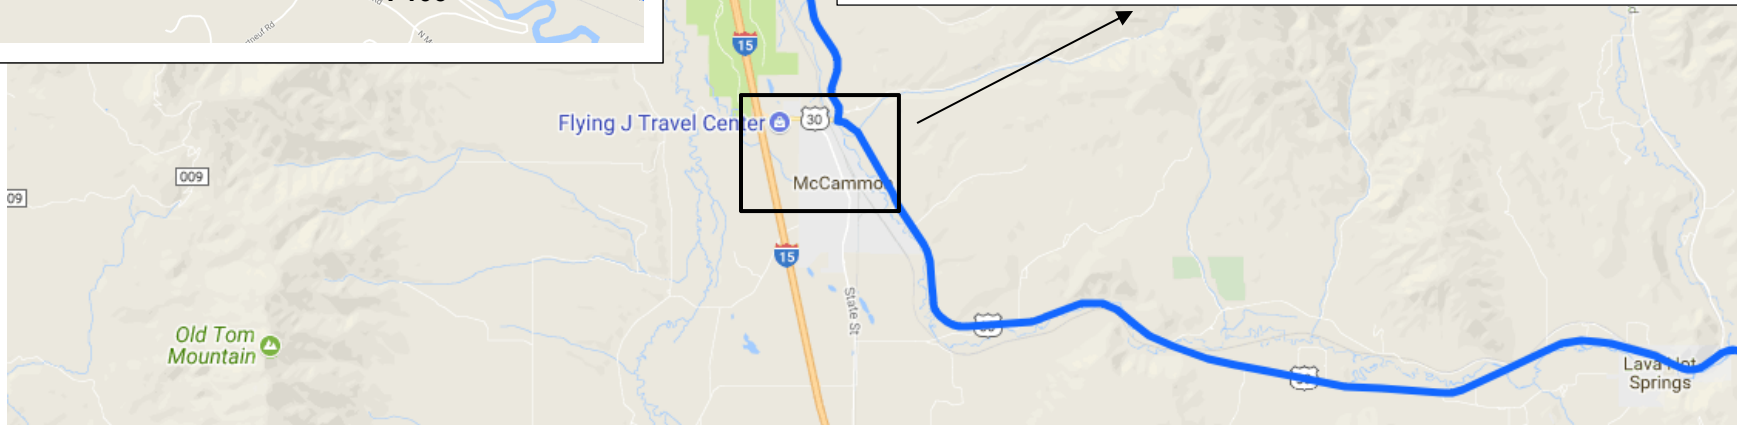 15
Flying J Travel Center
30
009
09
McCammon
15
State St
Old Tom
Mountain
30
30
Lava Hot
Springs